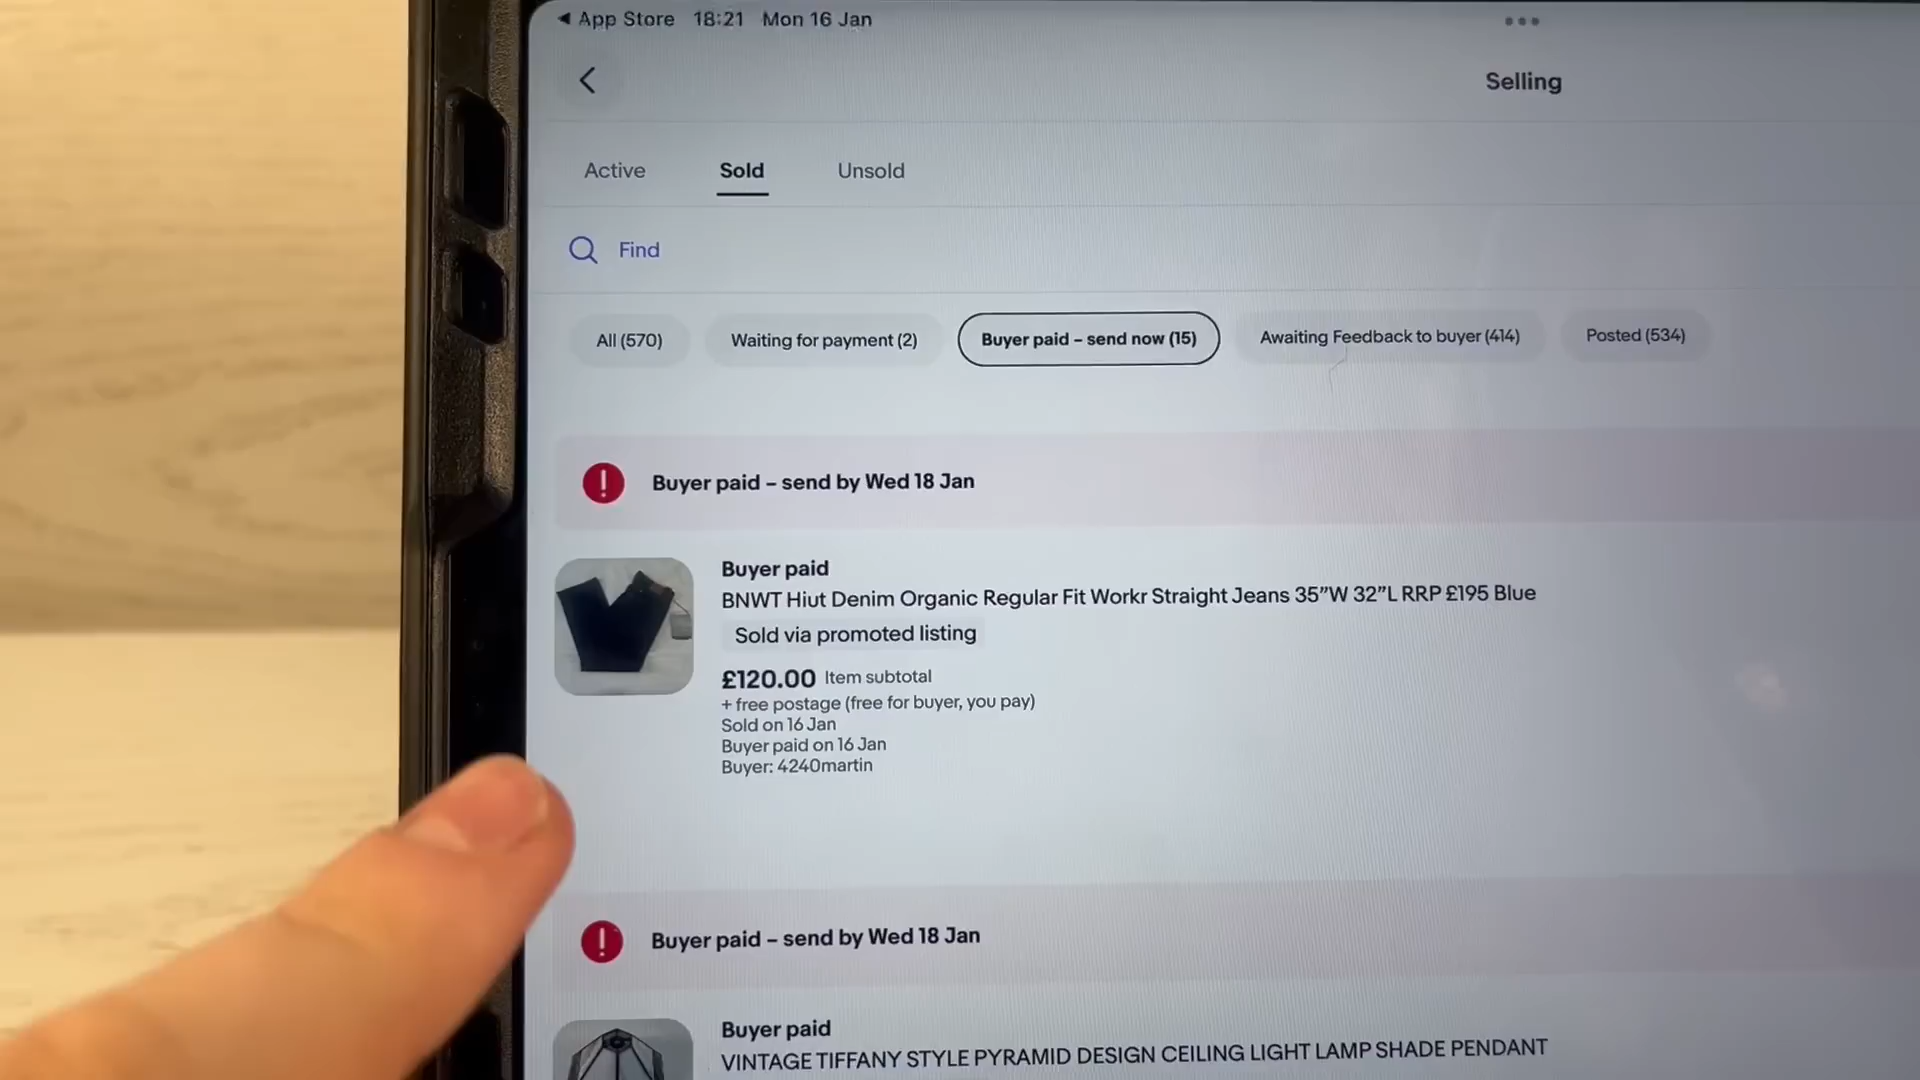 App Store 18:21 Mon 16 Jan
Selling
Active Sold Unsold
Find
All (570) Waiting for payment (2) Buyer paid – send now (15) Awaiting Feedback to buyer (414) Posted (534)
Buyer paid – send by Wed 18 Jan
Buyer paid
BNWT Hiut Denim Organic Regular Fit Workr Straight Jeans 35”W 32”L RRP £195 Blue
Sold via promoted listing
£120.00 Item subtotal
+ free postage (free for buyer, you pay)
Sold on 16 Jan
Buyer paid on 16 Jan
Buyer: 4240martin
Buyer paid – send by Wed 18 Jan
Buyer paid
VINTAGE TIFFANY STYLE PYRAMID DESIGN CEILING LIGHT LAMP SHADE PENDANT